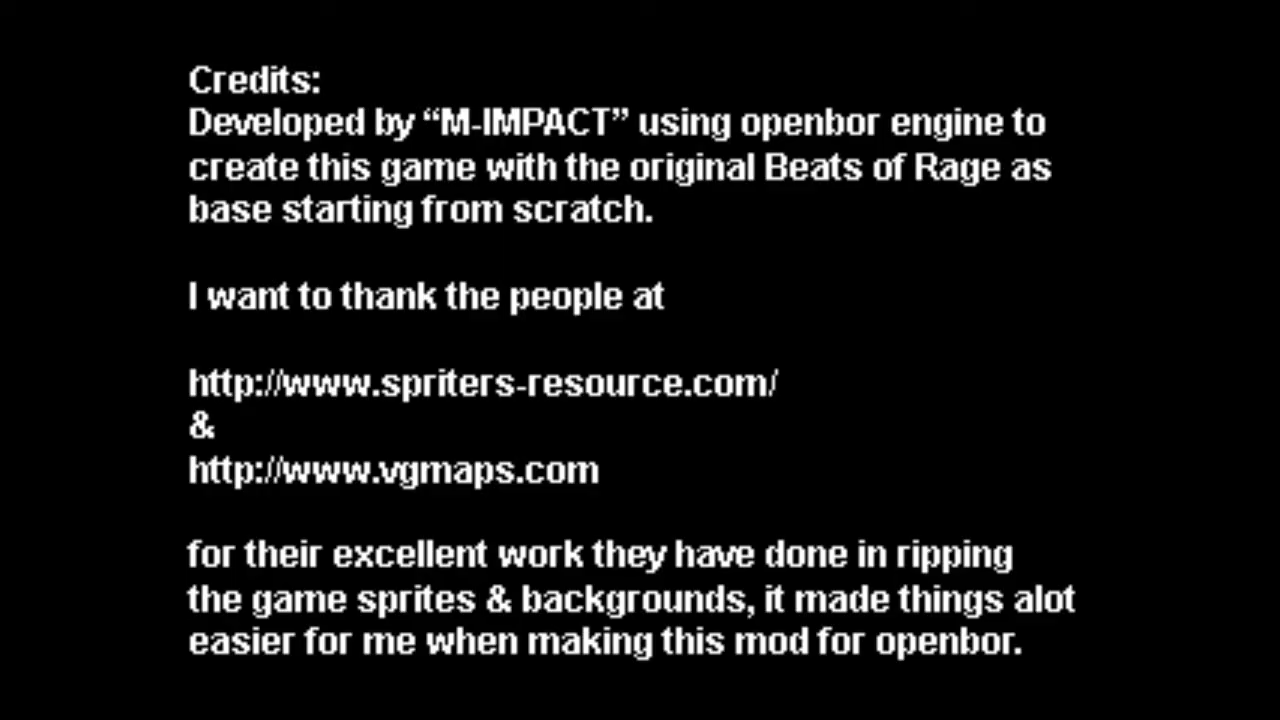 Credits:
Developed by “M-IMPACT” using openbor engine to
create this game with the original Beats of Rage as
base starting from scratch.
I want to thank the people at
http://www.spriters-resource.com/
&
http://www.vgmaps.com
for their excellent work they have done in ripping
the game sprites & backgrounds, it made things alot
easier for me when making this mod for openbor.